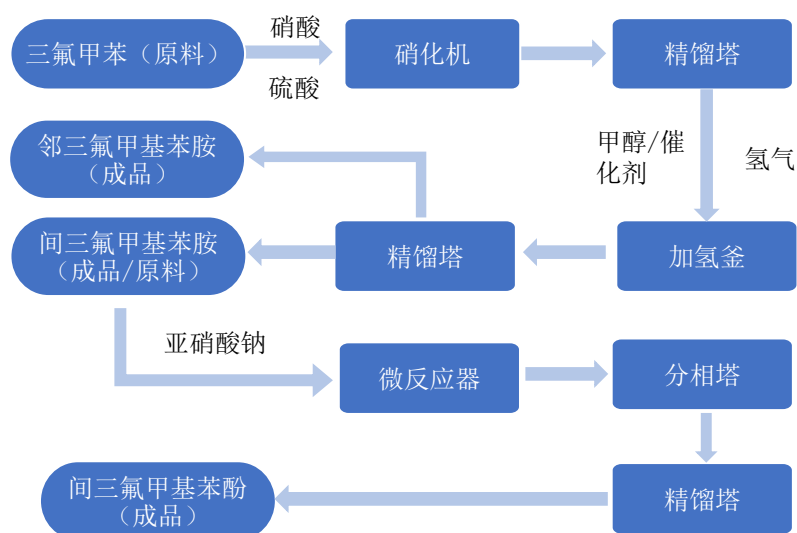 三氟甲苯（原料）
硝酸
硫酸
硝化机
精馏塔
甲醇/催
化剂
氢气
邻三氟甲基苯胺
（成品）
间三氟甲基苯胺
（成品/原料）
精馏塔
加氢釜
亚硝酸钠
微反应器
分相塔
间三氟甲基苯酚
（成品）
精馏塔